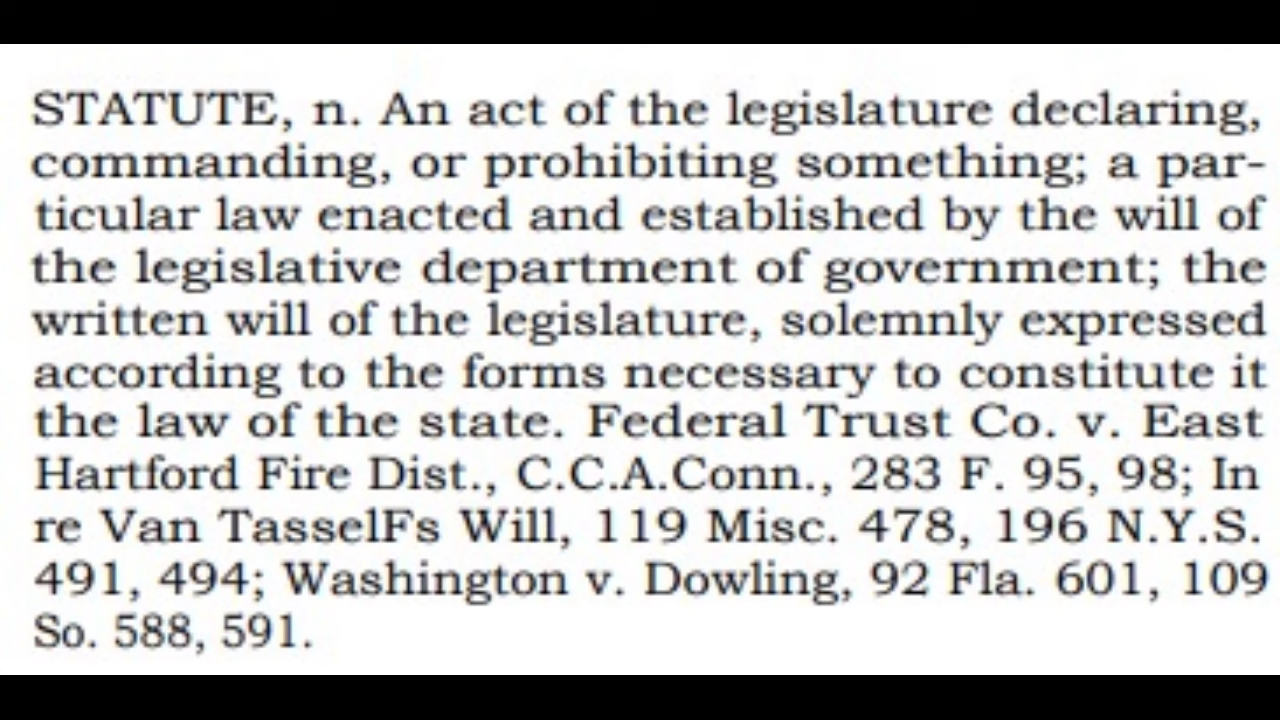 STATUTE, n. An act of the legislature declaring,
commanding, or prohibiting something; a par-
ticular law enacted and established by the will of
the legislative department of government; the
written will of the legislature, solemnly expressed
according to the forms necessary to constitute it
the law of the state. Federal Trust Co. v. East
Hartford Fire Dist., C.C.A.Conn., 283 F. 95, 98; In
re Van TasselFs Will, 119 Misc. 478, 196 N.Y.S.
491, 494; Washington v. Dowling, 92 Fla. 601, 109
So. 588, 591.